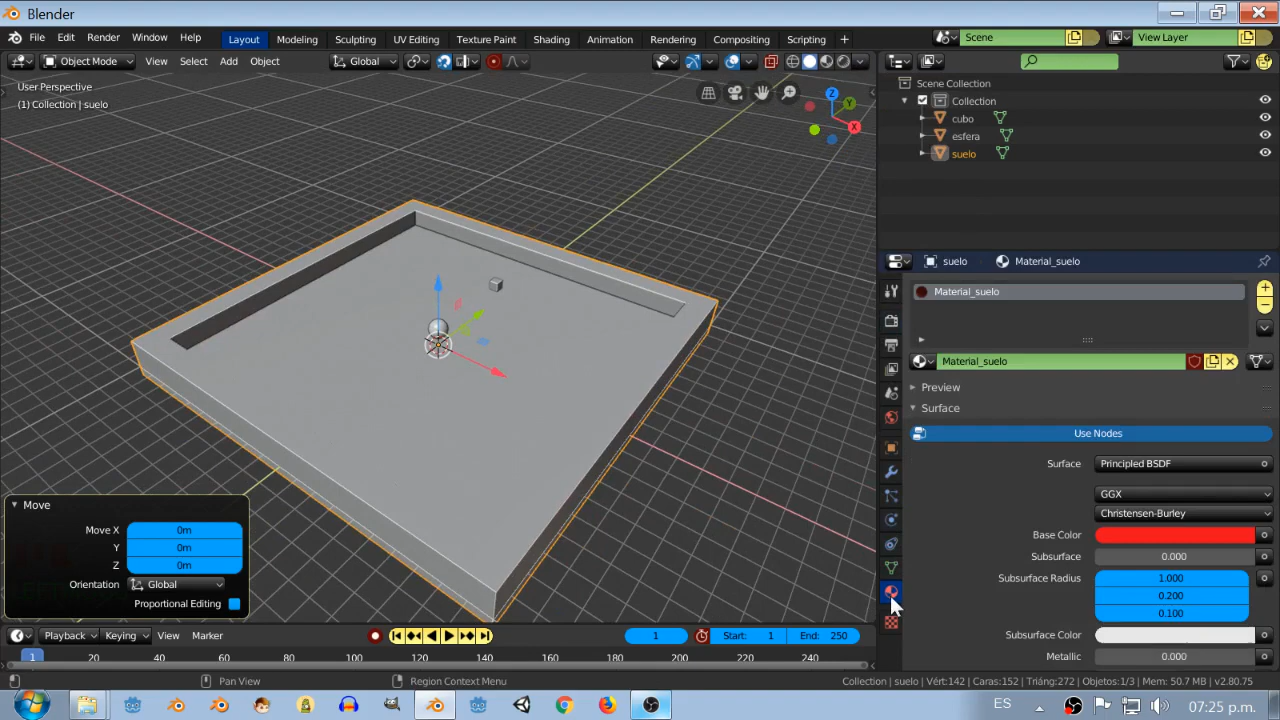 Blender
File Edit Render Window Help Layout Modeling Sculpting UV Editing Texture Paint Shading Animation Rendering Compositing Scripting + Scene View Layer
Object Mode View Select Add Object Global
User Perspective
(1) Collection | suelo
Z
Y
X
Scene Collection
Collection
cubo
esfera
suelo
suelo Material_suelo
Material_suelo
Material_suelo
Preview
Surface
Use Nodes
Surface Principled BSDF
GGX
Christensen-Burley
Base Color
Subsurface 0.000
Subsurface Radius 1.000
0.200
0.100
Subsurface Color
Metallic 0.000
Move
Move X 0m
Y 0m
Z 0m
Orientation Global
Proportional Editing
Playback Keying View Marker 1 Start: 1 End: 250
1 20 40 60 80 100 120 140 160 180 200 220 240
Pan View Region Context Menu Collection | suelo | Vért:142 | Caras:152 | Triáng:272 | Objetos:1/3 | Mem: 50.7 MB | v2.80.75
ES 07:25 p.m.